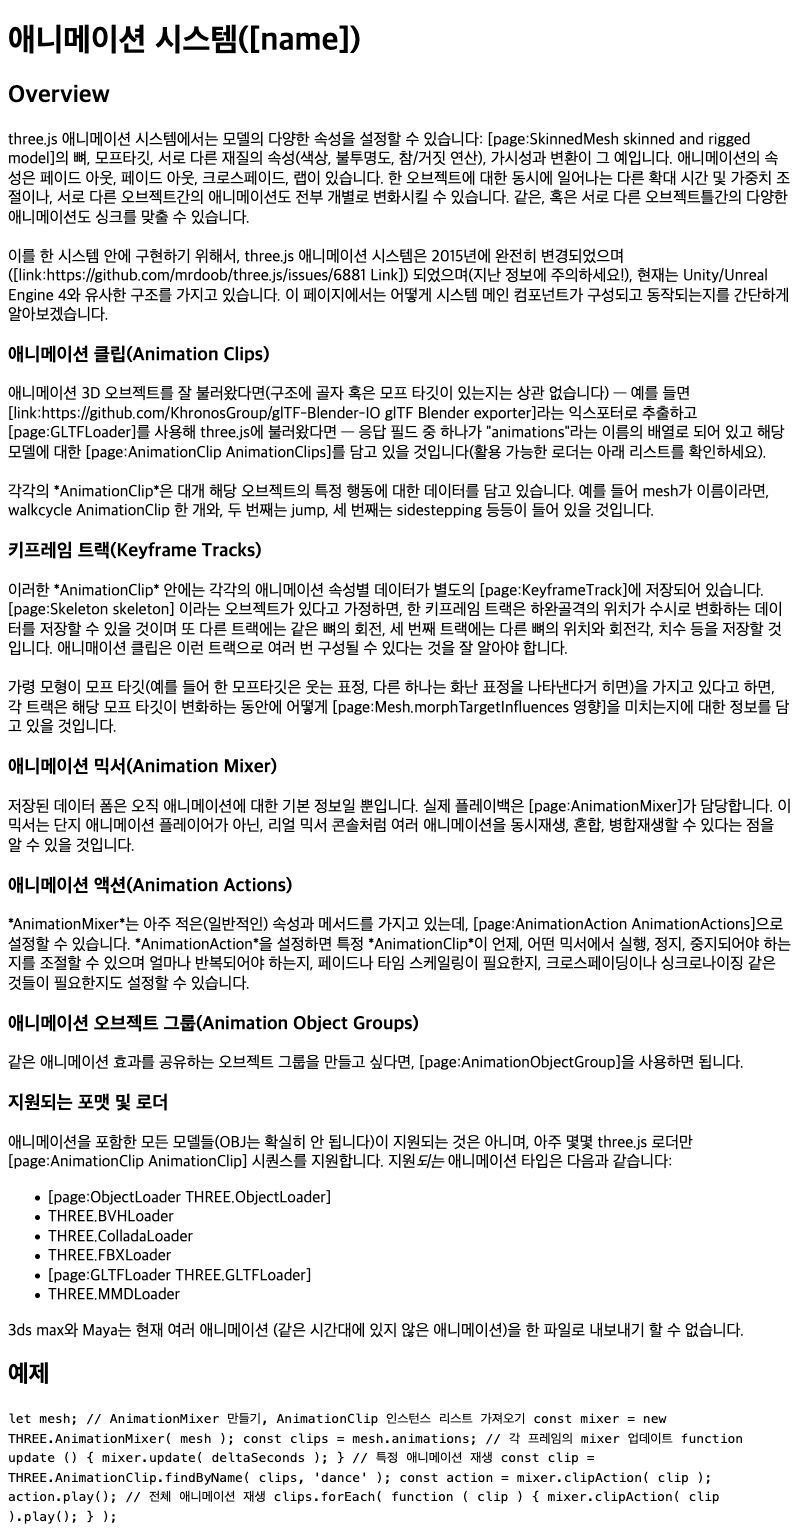 애니메이션 시스템([name])
Overview
three.js 애니메이션 시스템에서는 모델의 다양한 속성을 설정할 수 있습니다: [page:SkinnedMesh skinned and rigged
model]의 뼈, 모프타깃, 서로 다른 재질의 속성(색상, 불투명도, 참/거짓 연산), 가시성과 변환이 그 예입니다. 애니메이션의 속
성은 페이드 아웃, 페이드 아웃, 크로스페이드, 랩이 있습니다. 한 오브젝트에 대한 동시에 일어나는 다른 확대 시간 및 가중치 조
절이나, 서로 다른 오브젝트간의 애니메이션도 전부 개별로 변화시킬 수 있습니다. 같은, 혹은 서로 다른 오브젝트틀간의 다양한
애니메이션도 싱크를 맞출 수 있습니다.
이를 한 시스템 안에 구현하기 위해서, three.js 애니메이션 시스템은 2015년에 완전히 변경되었으며
([link:https://github.com/mrdoob/three.js/issues/6881 Link]) 되었으며(지난 정보에 주의하세요!), 현재는 Unity/Unreal
Engine 4와 유사한 구조를 가지고 있습니다. 이 페이지에서는 어떻게 시스템 메인 컴포넌트가 구성되고 동작되는지를 간단하게
알아보겠습니다.
애니메이션 클립(Animation Clips)
애니메이션 3D 오브젝트를 잘 불러왔다면(구조에 골자 혹은 모프 타깃이 있는지는 상관 없습니다) — 예를 들면
[link:https://github.com/KhronosGroup/glTF-Blender-IO glTF Blender exporter]라는 익스포터로 추출하고
[page:GLTFLoader]를 사용해 three.js에 불러왔다면 — 응답 필드 중 하나가 "animations"라는 이름의 배열로 되어 있고 해당
모델에 대한 [page:AnimationClip AnimationClips]를 담고 있을 것입니다(활용 가능한 로더는 아래 리스트를 확인하세요).
각각의 *AnimationClip*은 대개 해당 오브젝트의 특정 행동에 대한 데이터를 담고 있습니다. 예를 들어 mesh가 이름이라면,
walkcycle AnimationClip 한 개와, 두 번째는 jump, 세 번째는 sidestepping 등등이 들어 있을 것입니다.
키프레임 트랙(Keyframe Tracks)
이러한 *AnimationClip* 안에는 각각의 애니메이션 속성별 데이터가 별도의 [page:KeyframeTrack]에 저장되어 있습니다.
[page:Skeleton skeleton] 이라는 오브젝트가 있다고 가정하면, 한 키프레임 트랙은 하완골격의 위치가 수시로 변화하는 데이
터를 저장할 수 있을 것이며 또 다른 트랙에는 같은 뼈의 회전, 세 번째 트랙에는 다른 뼈의 위치와 회전각, 치수 등을 저장할 것
입니다. 애니매이션 클립은 이런 트랙으로 여러 번 구성될 수 있다는 것을 잘 알아야 합니다.
가령 모형이 모프 타깃(예를 들어 한 모프타깃은 웃는 표정, 다른 하나는 화난 표정을 나타낸다거 히면)을 가지고 있다고 하면,
각 트랙은 해당 모프 타깃이 변화하는 동안에 어떻게 [page:Mesh.morphTargetInfluences 영향]을 미치는지에 대한 정보를 담
고 있을 것입니다.
애니메이션 믹서(Animation Mixer)
저장된 데이터 폼은 오직 애니메이션에 대한 기본 정보일 뿐입니다. 실제 플레이백은 [page:AnimationMixer]가 담당합니다. 이
믹서는 단지 애니메이션 플레이어가 아닌, 리얼 믹서 콘솔처럼 여러 애니메이션을 동시재생, 혼합, 병합재생할 수 있다는 점을
알 수 있을 것입니다.
애니메이션 액션(Animation Actions)
*AnimationMixer*는 아주 적은(일반적인) 속성과 메서드를 가지고 있는데, [page:AnimationAction AnimationActions]으로
설정할 수 있습니다. *AnimationAction*을 설정하면 특정 *AnimationClip*이 언제, 어떤 믹서에서 실행, 정지, 중지되어야 하는
지를 조절할 수 있으며 얼마나 반복되어야 하는지, 페이드나 타임 스케일링이 필요한지, 크로스페이딩이나 싱크로나이징 같은
것들이 필요한지도 설정할 수 있습니다.
애니메이션 오브젝트 그룹(Animation Object Groups)
같은 애니메이션 효과를 공유하는 오브젝트 그룹을 만들고 싶다면, [page:AnimationObjectGroup]을 사용하면 됩니다.
지원되는 포맷 및 로더
애니메이션을 포함한 모든 모델들(OBJ는 확실히 안 됩니다)이 지원되는 것은 아니며, 아주 몇몇 three.js 로더만
[page:AnimationClip AnimationClip] 시퀀스를 지원합니다. 지원되는 애니메이션 타입은 다음과 같습니다:
• [page:ObjectLoader THREE.ObjectLoader]
• THREE.BVHLoader
• THREE.ColladaLoader
• THREE.FBXLoader
• [page:GLTFLoader THREE.GLTFLoader]
• THREE.MMDLoader
3ds max와 Maya는 현재 여러 애니메이션 (같은 시간대에 있지 않은 애니메이션)을 한 파일로 내보내기 할 수 없습니다.
예제
let mesh; // AnimationMixer 만들기, AnimationClip 인스턴스 리스트 가져오기 const mixer = new
THREE.AnimationMixer( mesh ); const clips = mesh.animations; // 각 프레임의 mixer 업데이트 function
update () { mixer.update( deltaSeconds ); } // 특정 애니메이션 재생 const clip =
THREE.AnimationClip.findByName( clips, 'dance' ); const action = mixer.clipAction( clip );
action.play(); // 전체 애니메이션 재생 clips.forEach( function ( clip ) { mixer.clipAction( clip
).play(); } );